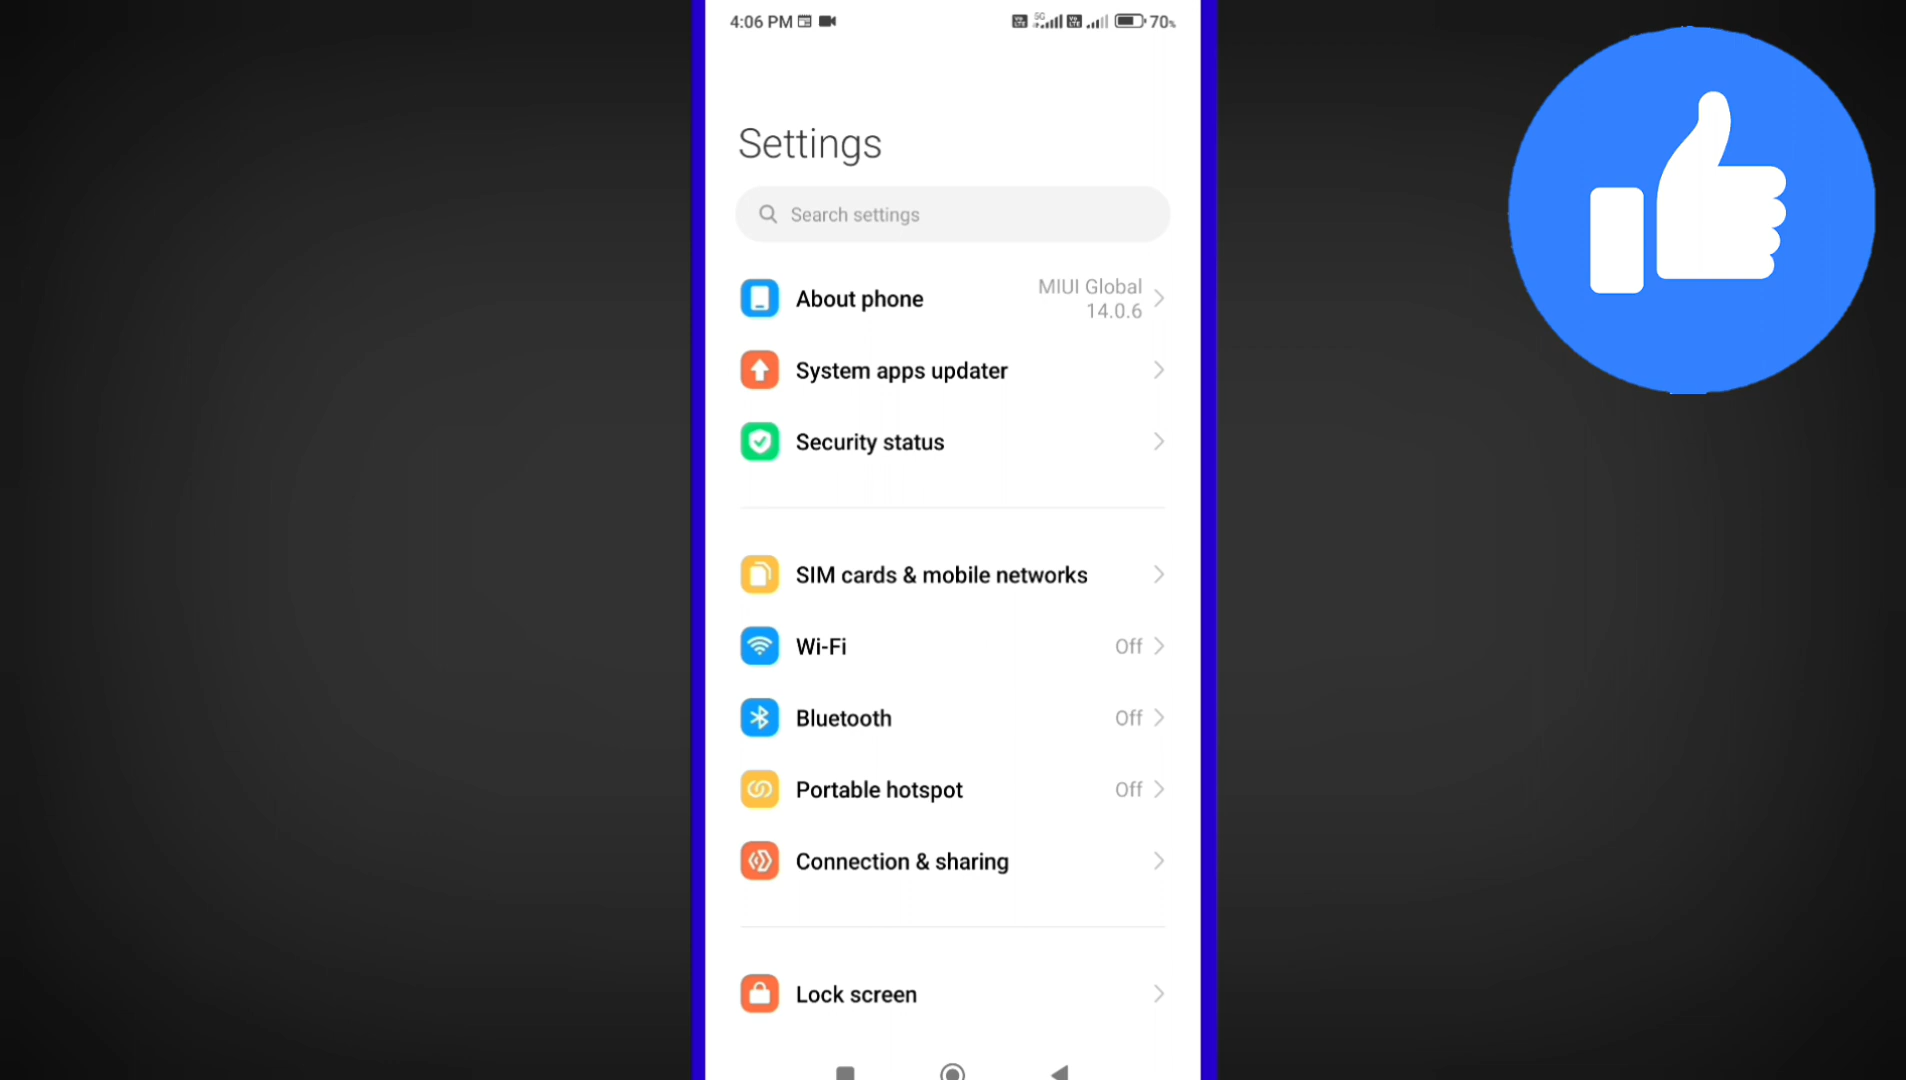 4:06 PM 5G 70%
Settings
Search settings
About phone
MIUI Global
14.0.6
System apps updater
Security status
SIM cards & mobile networks
Wi-Fi Off
Bluetooth Off
Portable hotspot Off
Connection & sharing
Lock screen